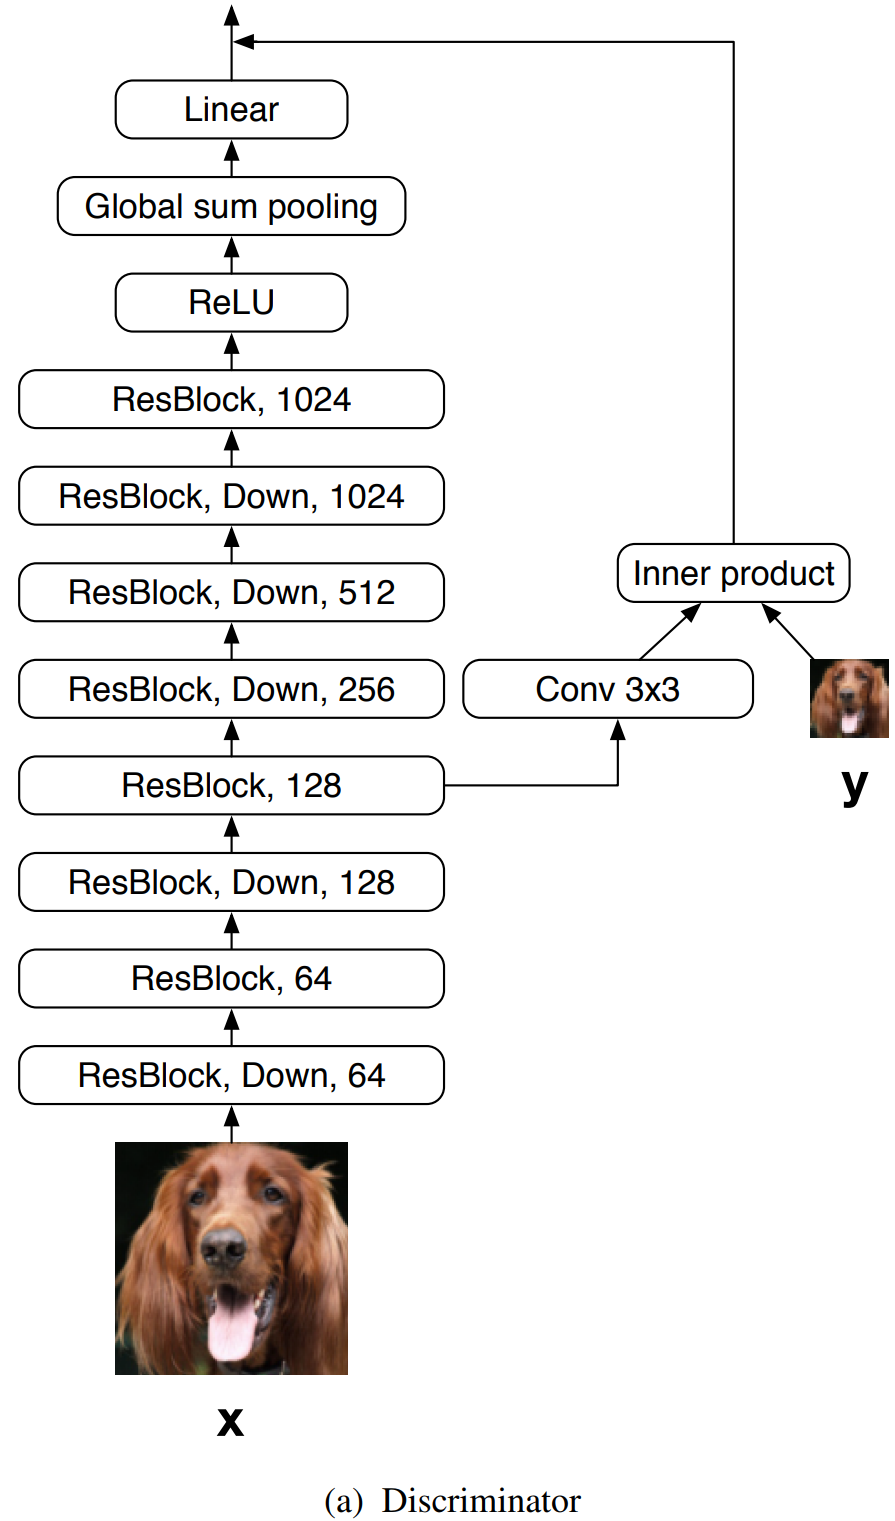 Linear
Global sum pooling
ReLU
ResBlock, 1024
ResBlock, Down, 1024
ResBlock, Down, 512
Inner product
ResBlock, Down, 256
Conv 3x3
ResBlock, 128
y
ResBlock, Down, 128
ResBlock, 64
ResBlock, Down, 64
x
(a) Discriminator